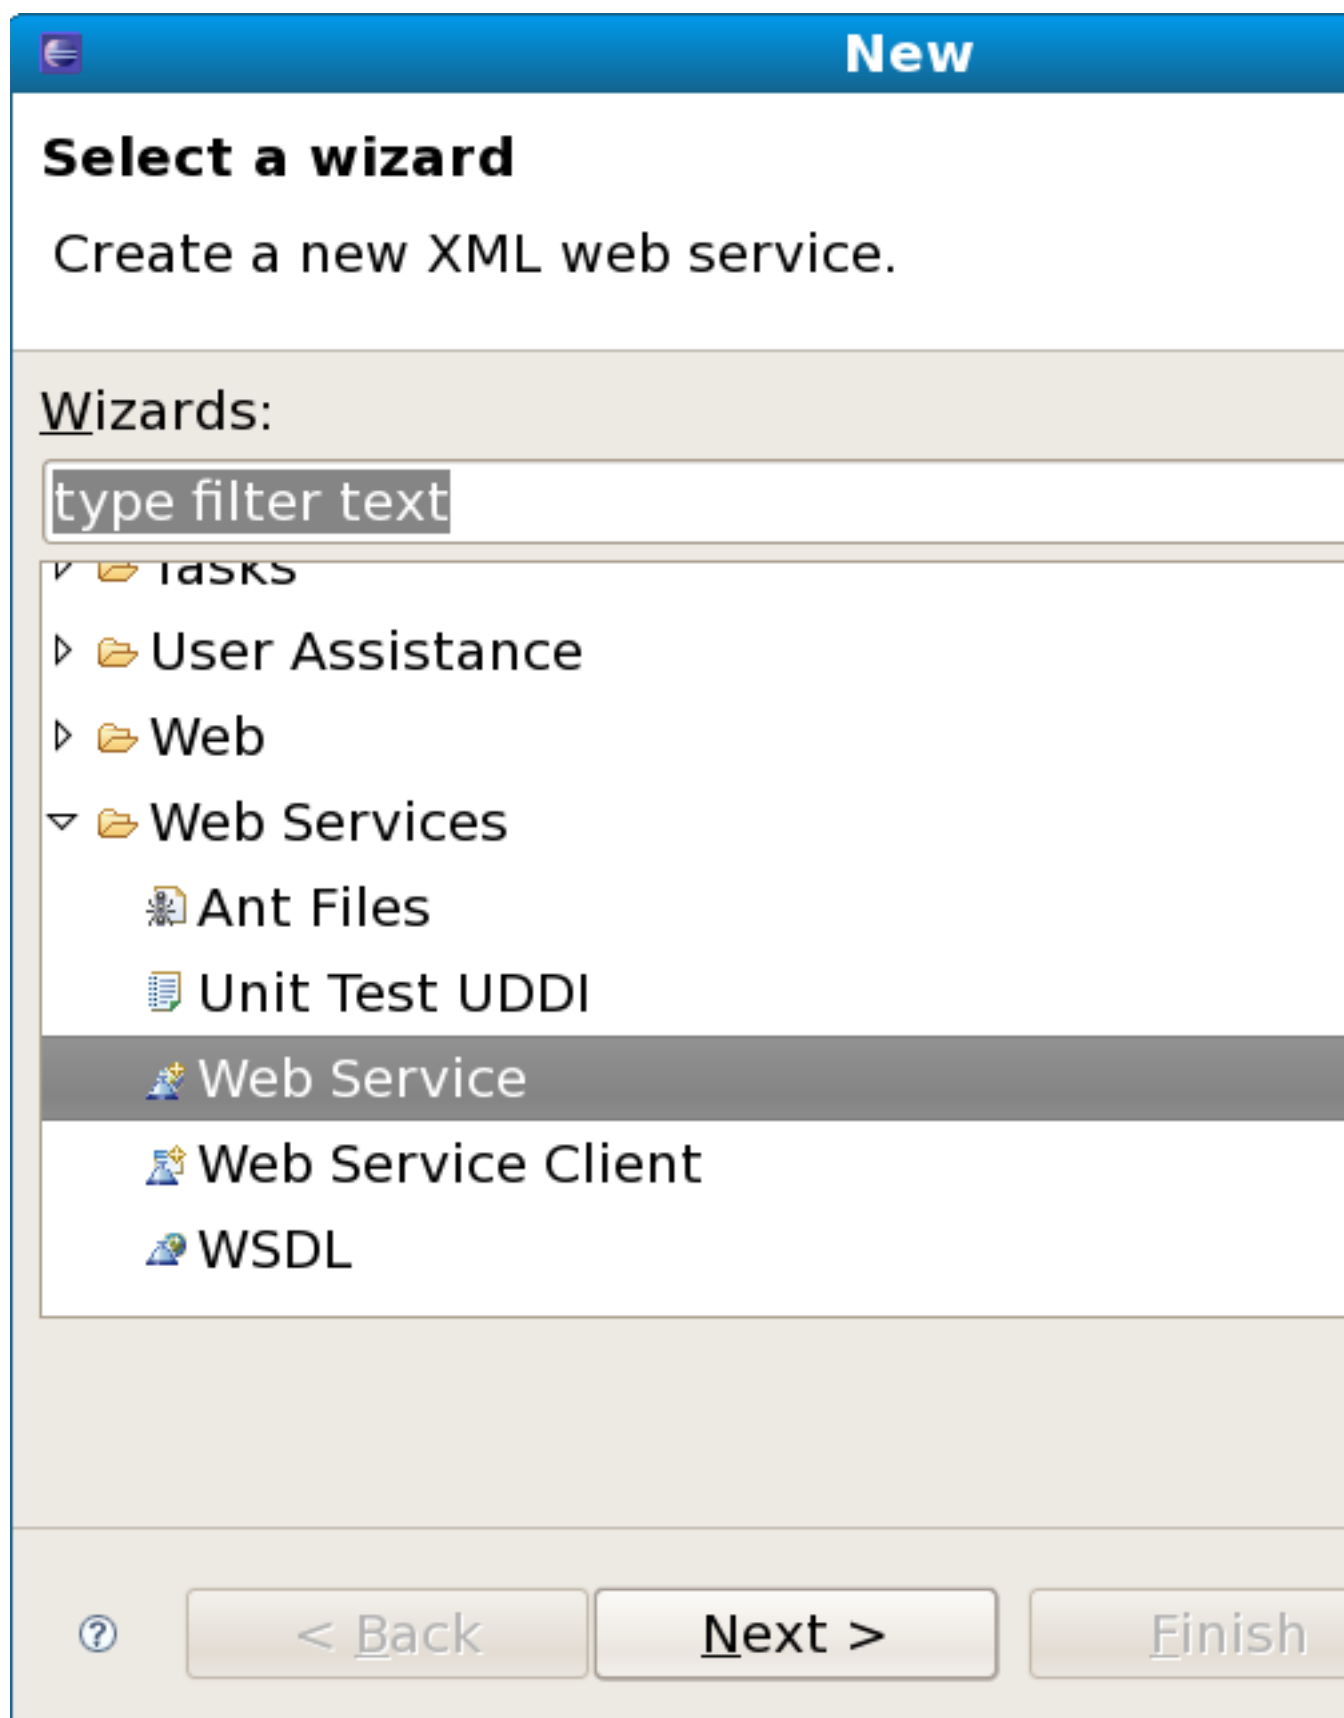 New
Select a wizard
Create a new XML web service.
Wizards:
type filter text
Tasks
User Assistance
Web
Web Services
Ant Files
Unit Test UDDI
Web Service
Web Service Client
WSDL
? < Back Next > Finish